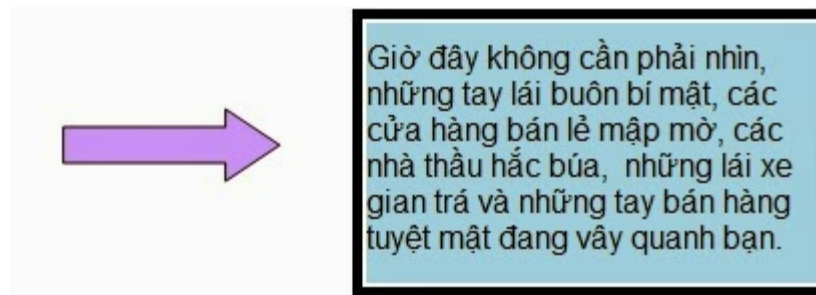 Giờ đây không cần phải nhìn,
những tay lái buôn bí mật, các
cửa hàng bán lẻ mập mờ, các
nhà thầu hắc búa, những lái xe
gian trá và những tay bán hàng
tuyệt mật đang vây quanh bạn.